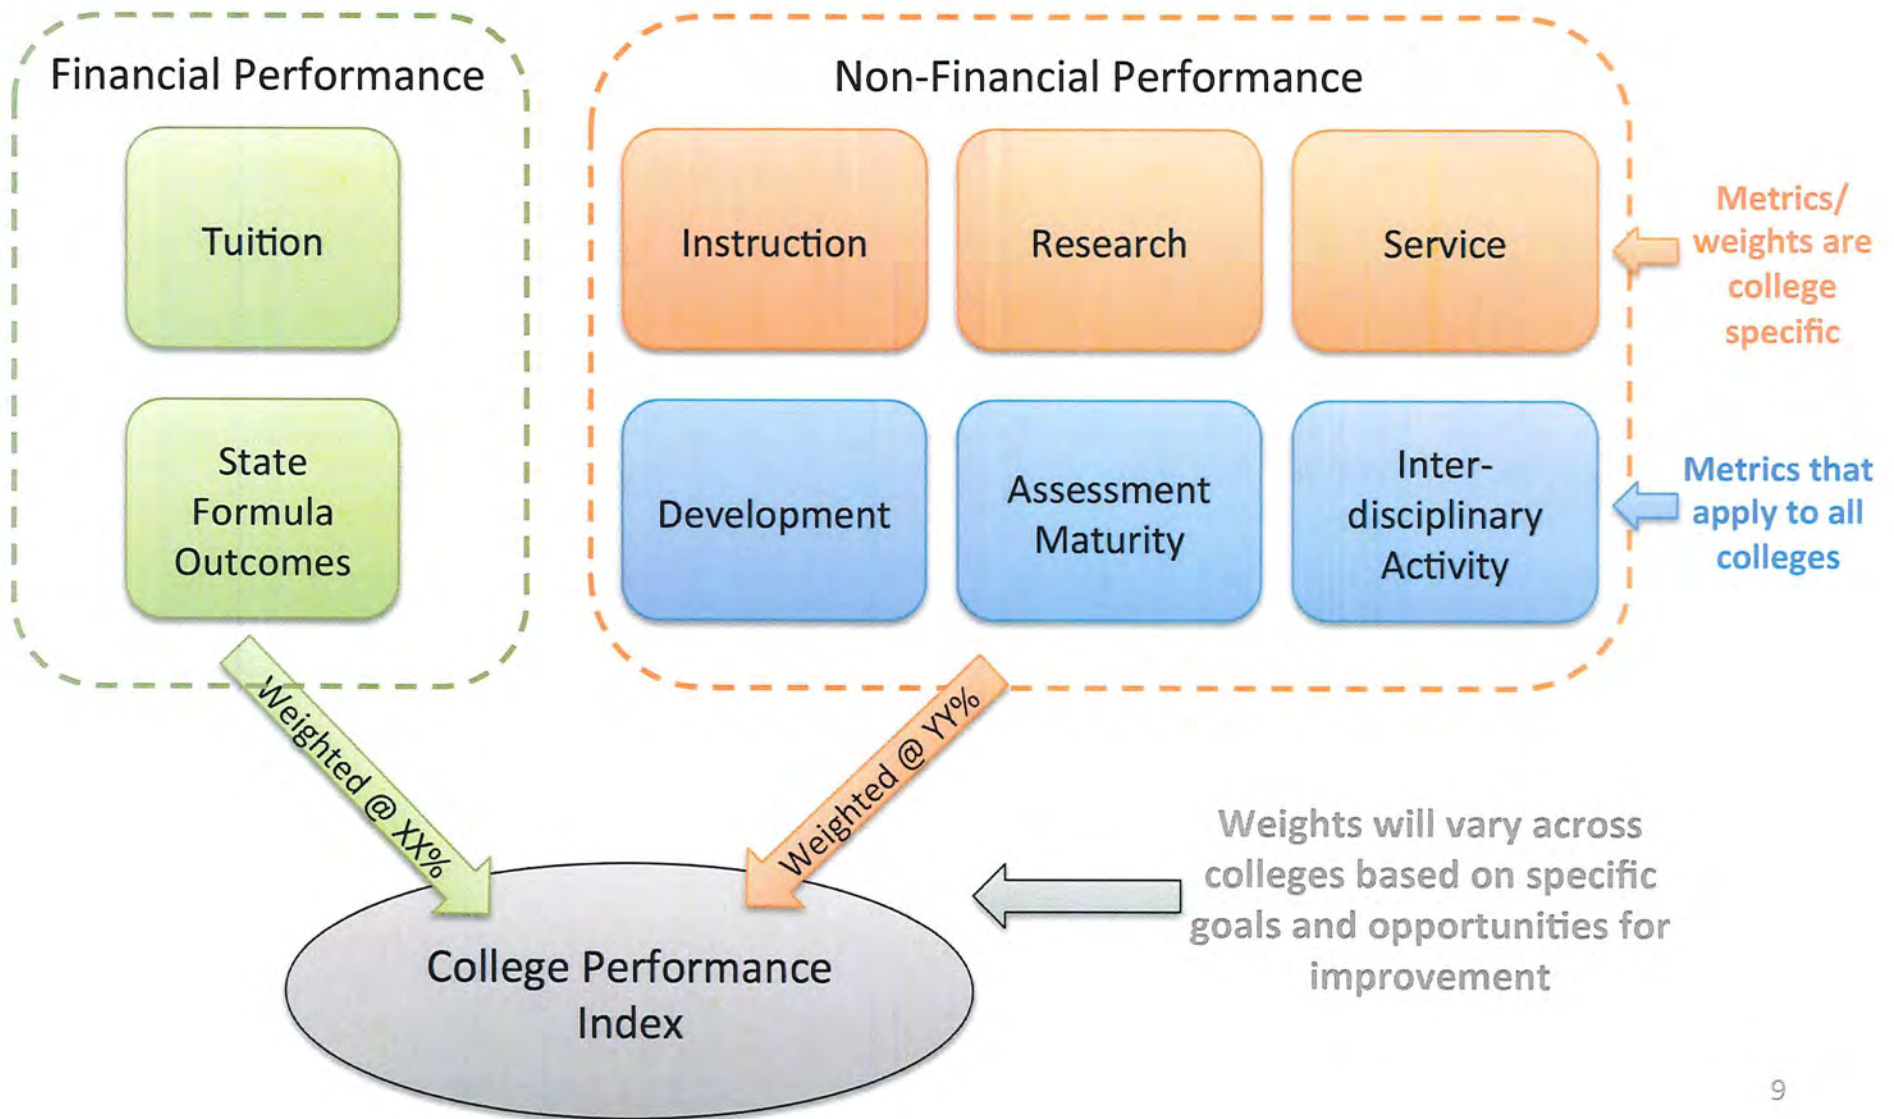 Financial Performance
Tuition
State
Formula
Outcomes
Non-Financial Performance
Instruction
Research
Service
Metrics/
weights are
college
specific
Development
Assessment
Maturity
Inter-
disciplinary
Activity
Metrics that
apply to all
colleges
Weighted @ XX%
Weighted @ YY%
Weights will vary across
colleges based on specific
goals and opportunities for
improvement
College Performance
Index
9